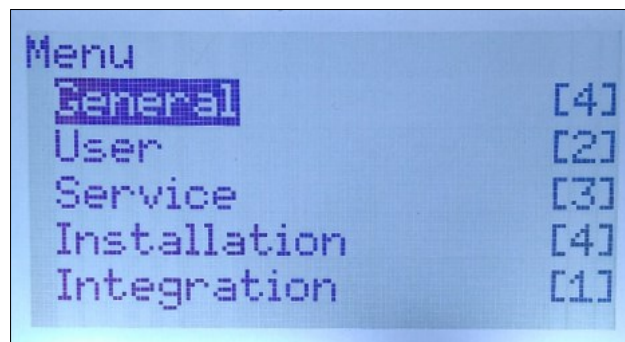 Menu
General [4]
User [2]
Service [3]
Installation [4]
Integration [1]